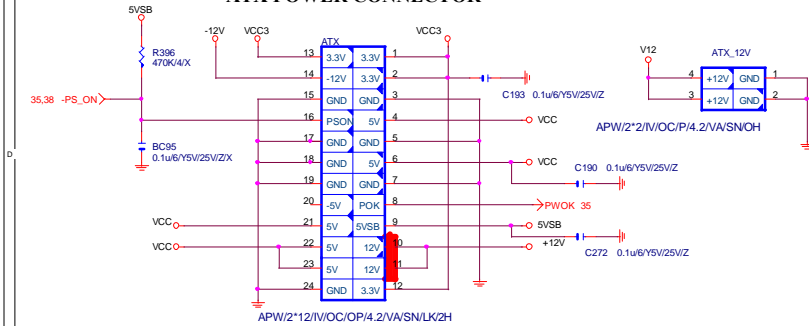 ATX POWER CONNECTOR
5VSB
R396
470K/4/X
35,38 -PS_ON
BC95
0.1u/6/Y5V/25V/Z/X
D
-12V
VCC3
VCC3
ATX
13 3.3V 3.3V 1
14 -12V 3.3V 2
15 GND GND 3
16 PSON 5V 4
17 GND GND 5
18 GND 5V 6
19 GND GND 7
20 -5V POK 8
21 5V 5VSB 9
22 5V 12V 10
23 5V 12V 11
24 GND 3.3V 12
VCC
VCC
C193 0.1u/6/Y5V/25V/Z
VCC
VCC
C190 0.1u/6/Y5V/25V/Z
PWOK 35
5VSB
+12V
C272 0.1u/6/Y5V/25V/Z
APW/2*12/IV/OC/OP/4.2/VA/SN/LK/2H
V12
ATX_12V
4 +12V GND 1
3 +12V GND 2
APW/2*2/IV/OC/P/4.2/VA/SN/OH